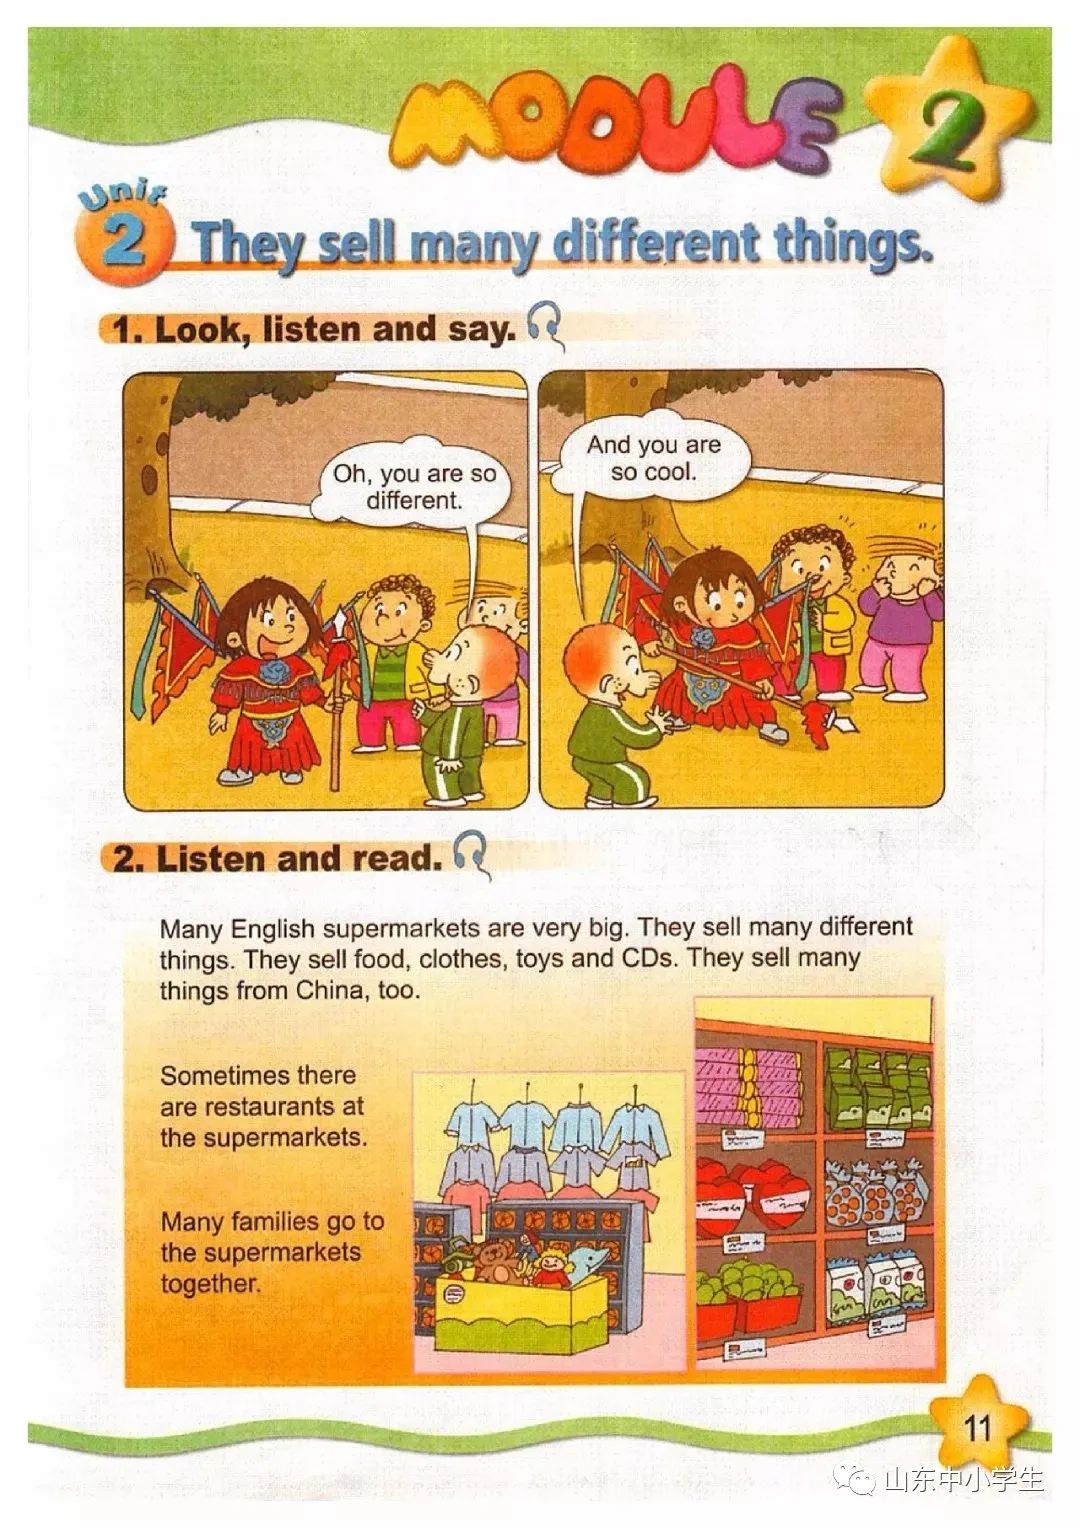 MODULE 2
Unit
2 They sell many different things.
1. Look, listen and say.
Oh, you are so
different.
And you are
so cool.
2. Listen and read.
Many English supermarkets are very big. They sell many different
things. They sell food, clothes, toys and CDs. They sell many
things from China, too.
Sometimes there
are restaurants at
the supermarkets.
Many families go to
the supermarkets
together.
11
山东中小学生